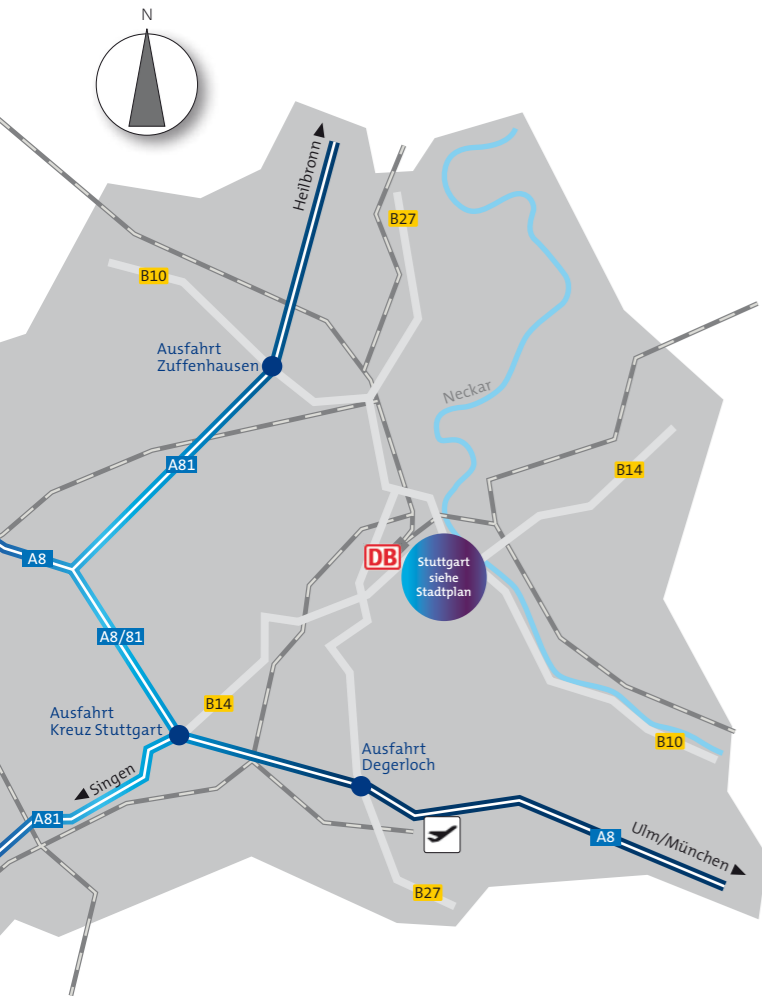 N
Heilbronn
B27
B10
Ausfahrt
Zuffenhausen
Neckar
A81
B14
A8
DB
Stuttgart
siehe
Stadtplan
A8/81
B14
Ausfahrt
Kreuz Stuttgart
B10
Ausfahrt
Degerloch
Singen
A81
A8
Ulm/München
B27